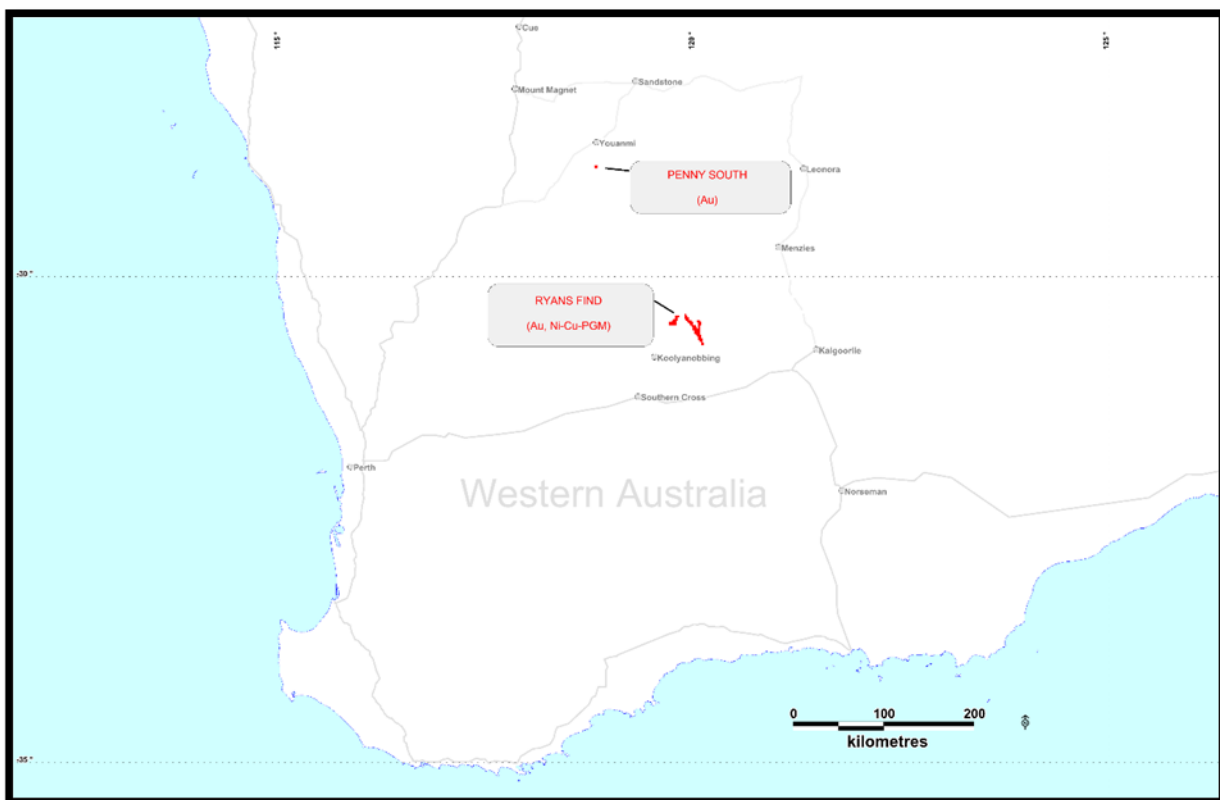 115°
120°
125°
Cue
Sandstone
Mount Magnet
Youanmi
PENNY SOUTH
(Au)
Leonora
Menzies
-30°
RYANS FIND
(Au, Ni-Cu-PGM)
Koolyanobbing
Kalgoorlie
Southern Cross
Perth
Western Australia
Norseman
0 100 200
kilometres
-35°